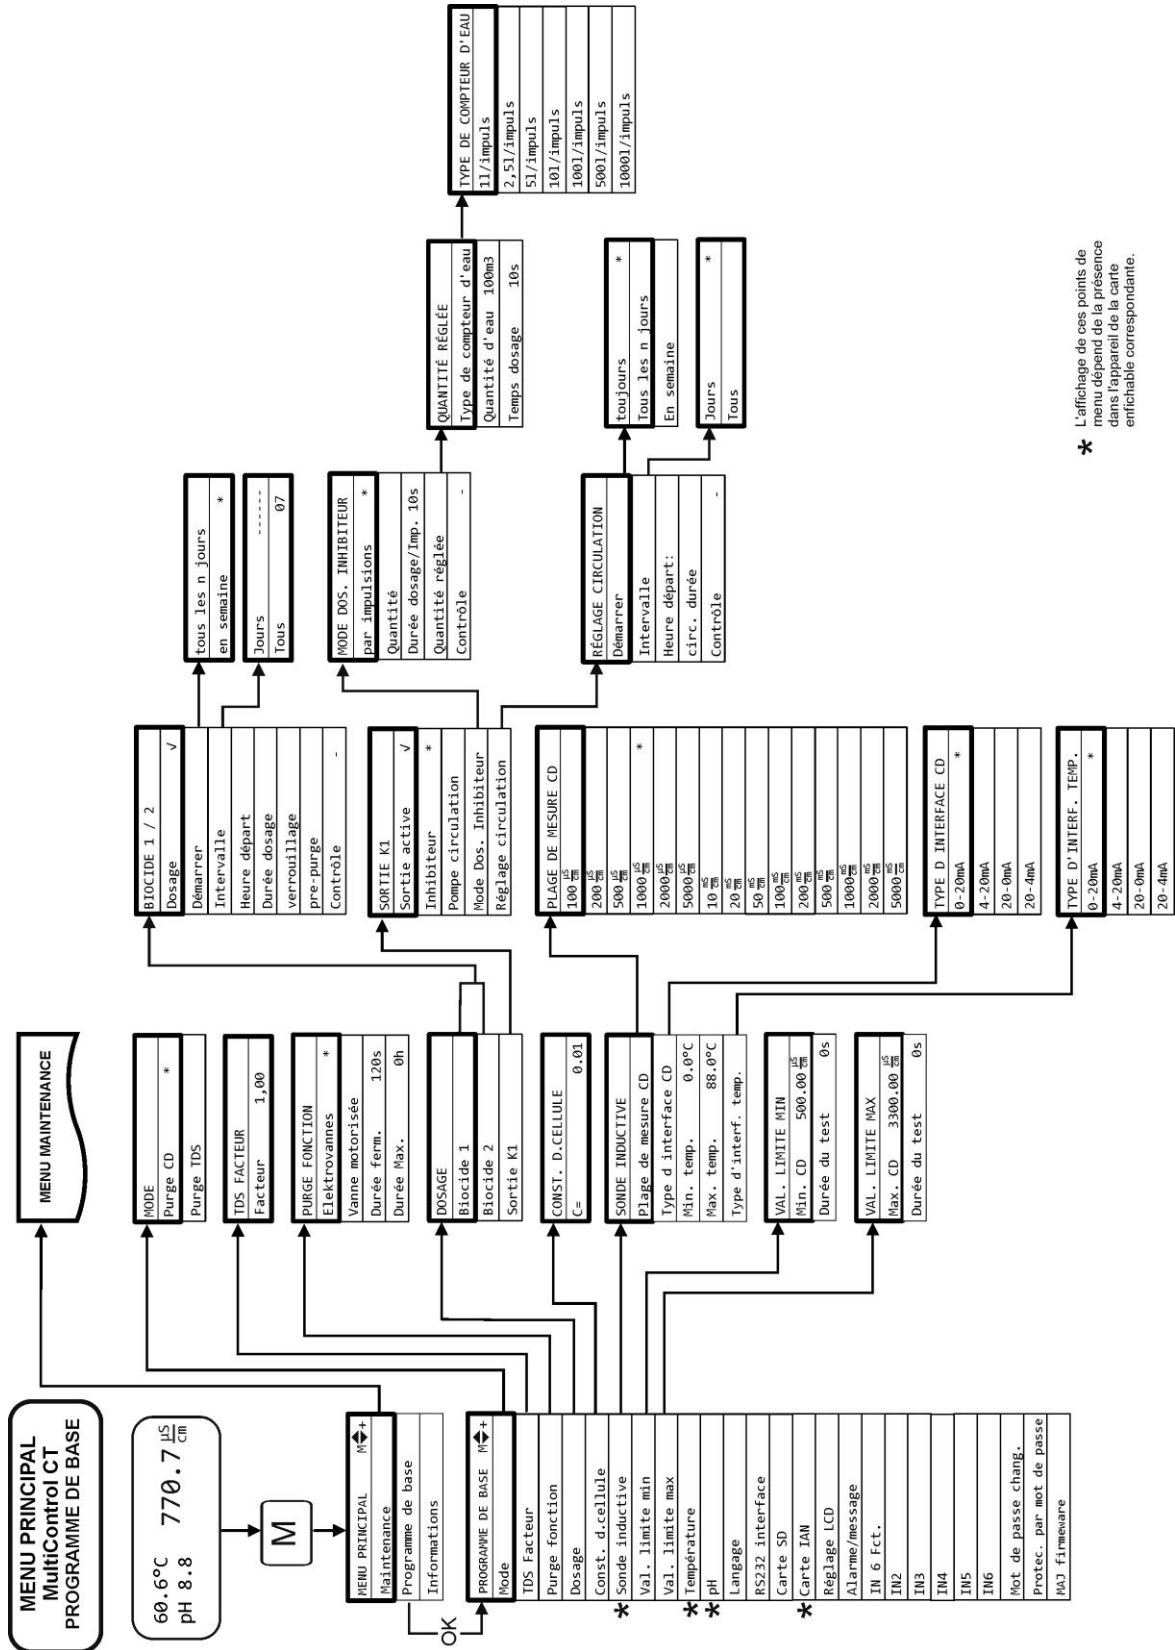 MENU PRINCIPAL
MultiControl CT
PROGRAMME DE BASE
60.6°C 770.7 µS/cm
pH 8.8
M
MENU PRINCIPAL M+
Maintenance
Programme de base
Informations
OK
PROGRAMME DE BASE M+
Mode
TDS Facteur
Purge fonction
Dosage
Const. d.cellule
* Sonde inductive
Val. limite min
Val. limite max
* Température
* pH
Langage
RS232 interface
Carte SD
* Carte IAN
Réglage LCD
Alarme/message
IN 6 Fct.
IN2
IN3
IN4
IN5
IN6
Mot de passe chang.
Protec. par mot de passe
MAJ firmeware
MENU MAINTENANCE
MODE
Purge CD *
Purge TDS
TDS FACTEUR
Facteur 1,00
PURGE FONCTION
Elektrovannes *
Vanne motorisée
Durée ferm. 120s
Durée Max. 0h
DOSAGE
Biocide 1
Biocide 2
Sortie K1
CONST. D.CELLULE
C= 0.01
SONDE INDUCTIVE
Plage de mesure CD
Type d interface CD
Min. temp. 0.0°C
Max. temp. 88.0°C
Type d'interf. temp.
VAL. LIMITE MIN
Min. CD 500.00 µS/cm
Durée du test 0s
VAL. LIMITE MAX
Max. CD 3300.00 µS/cm
Durée du test 0s
BIOCIDE 1 / 2
Dosage √
Démarrer
Intervalle
Heure départ
Durée dosage
verrouillage
pre-purge
Contrôle -
SORTIE K1
Sortie active √
Inhibiteur *
Pompe circulation
Mode Dos. Inhibiteur
Réglage circulation
PLAGE DE MESURE CD
100 µS/cm
200 µS/cm
500 µS/cm
1000 µS/cm *
2000 µS/cm
5000 µS/cm
10 mS/cm
20 mS/cm
50 mS/cm
100 mS/cm
200 mS/cm
500 mS/cm
1000 mS/cm
2000 mS/cm
5000 mS/cm
TYPE D INTERFACE CD
0-20mA *
4-20mA
20-0mA
20-4mA
TYPE D'INTERF. TEMP.
0-20mA *
4-20mA
20-0mA
20-4mA
tous les n jours
en semaine *
Jours ------
Tous 07
MODE DOS. INHIBITEUR
par impulsions *
Quantité
Durée dosage/Imp. 10s
Quantité réglée
Contrôle -
RÉGLAGE CIRCULATION
Démarrer
Intervalle
Heure départ:
circ. durée
Contrôle -
QUANTITÉ RÉGLÉE
Type de compteur d'eau
Quantité d'eau 100m3
Temps dosage 10s
toujours *
Tous les n jours
En semaine
Jours *
Tous
TYPE DE COMPTEUR D'EAU
1l/impuls
2,5l/impuls
5l/impuls
10l/impuls
100l/impuls
500l/impuls
1000l/impuls
* L'affichage de ces points de
menu dépend de la présence
dans l'appareil de la carte
enfichable correspondante.